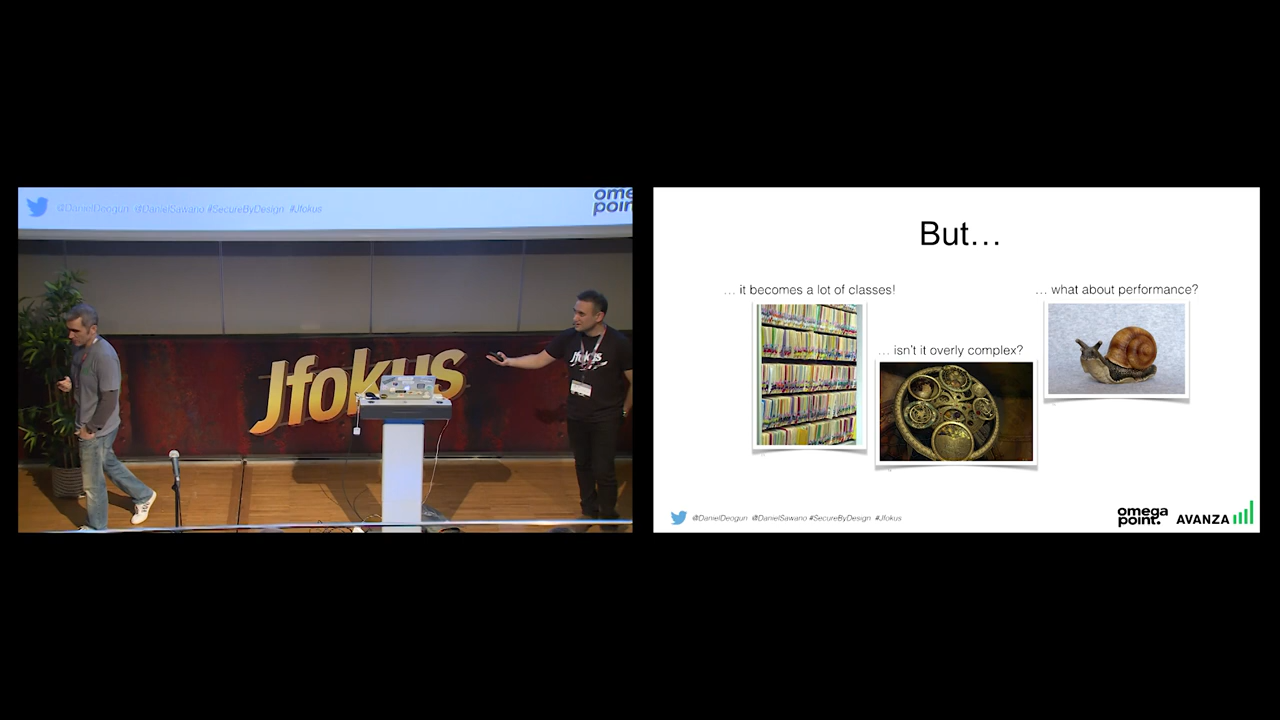 @DanielDeogun @DanielSawano #SecureByDesign #Jfokus
omega
point.
Jfokus
Jfokus
But…
… it becomes a lot of classes!
… what about performance?
… isn't it overly complex?
@DanielDeogun @DanielSawano #SecureByDesign #Jfokus
omega
point.
AVANZA